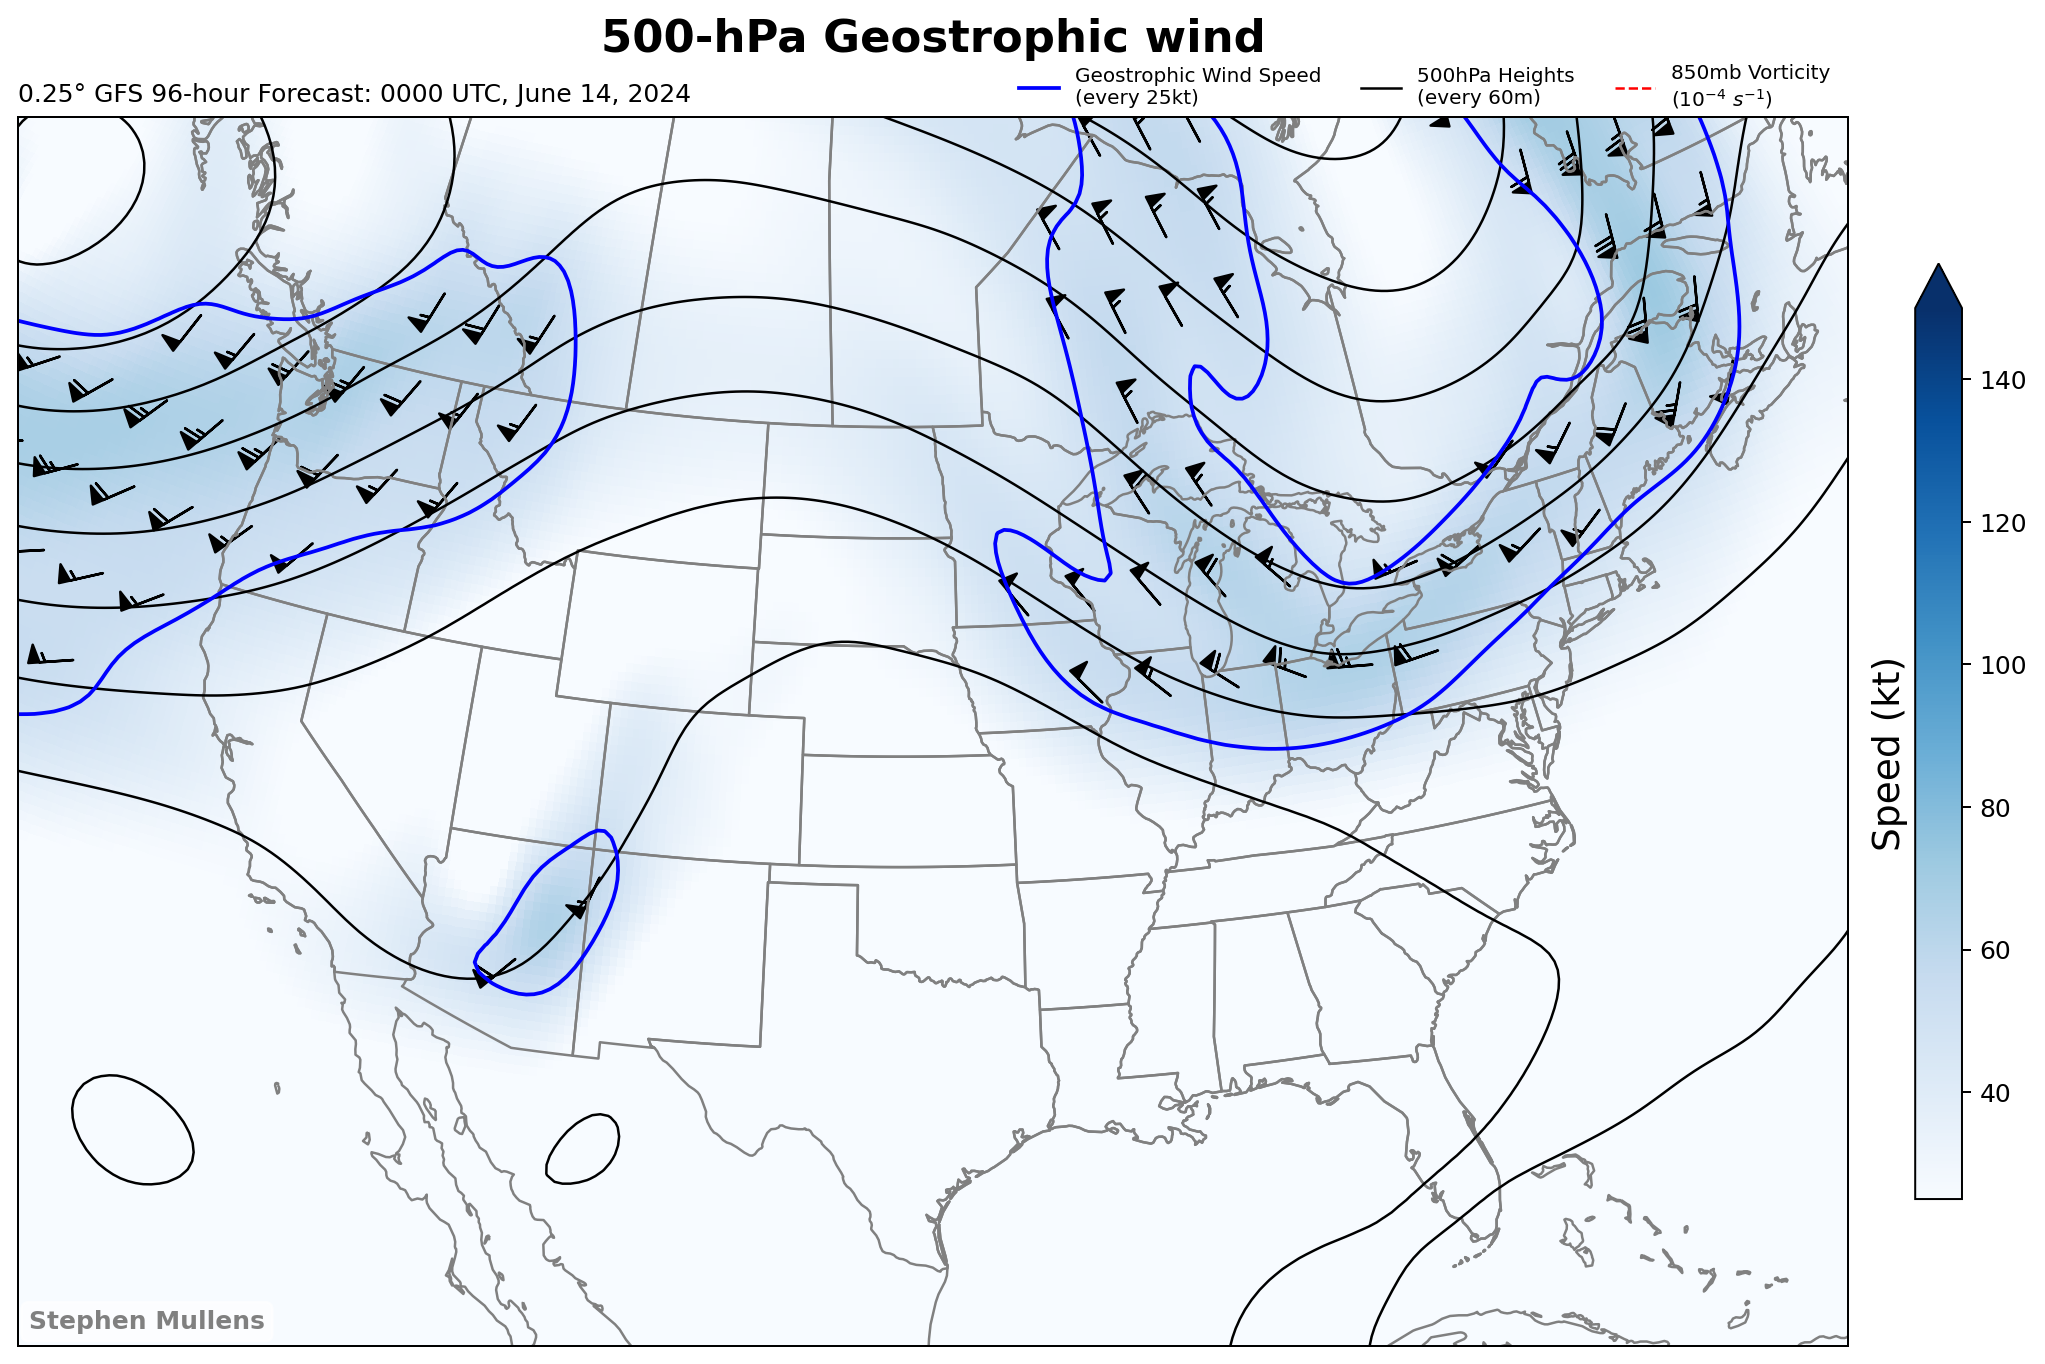 500-hPa Geostrophic wind
0.25° GFS 96-hour Forecast: 0000 UTC, June 14, 2024
Geostrophic Wind Speed
(every 25kt)
500hPa Heights
(every 60m)
850mb Vorticity
(10⁻⁴ s⁻¹)
140
120
100
80
60
40
Speed (kt)
Stephen Mullens